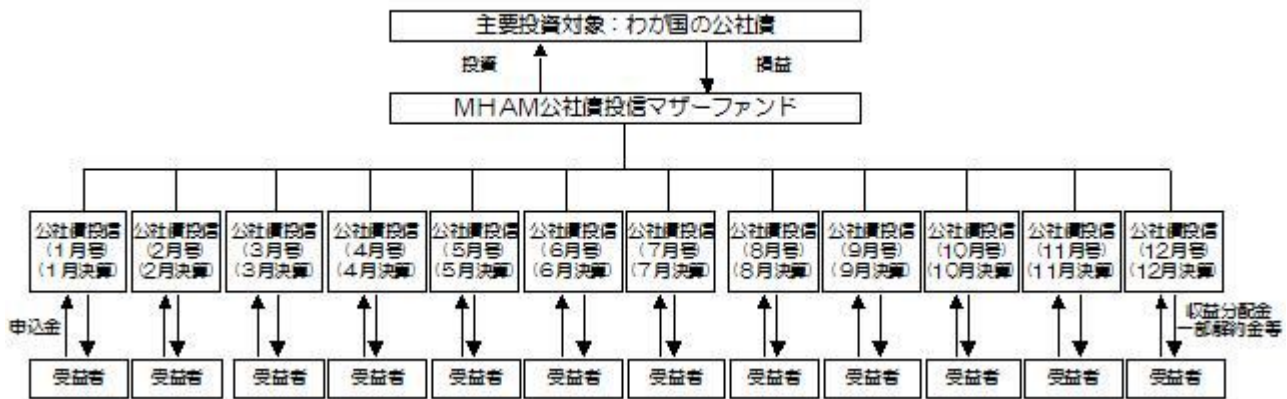 主要投資対象：わが国の公社債
投資
損益
MHAM公社債投信マザーファンド
公社債投信
(1月号)
(1月決算)
公社債投信
(2月号)
(2月決算)
公社債投信
(3月号)
(3月決算)
公社債投信
(4月号)
(4月決算)
公社債投信
(5月号)
(5月決算)
公社債投信
(6月号)
(6月決算)
公社債投信
(7月号)
(7月決算)
公社債投信
(8月号)
(8月決算)
公社債投信
(9月号)
(9月決算)
公社債投信
(10月号)
(10月決算)
公社債投信
(11月号)
(11月決算)
公社債投信
(12月号)
(12月決算)
申込金
収益分配金
一部解約金等
受益者
受益者
受益者
受益者
受益者
受益者
受益者
受益者
受益者
受益者
受益者
受益者